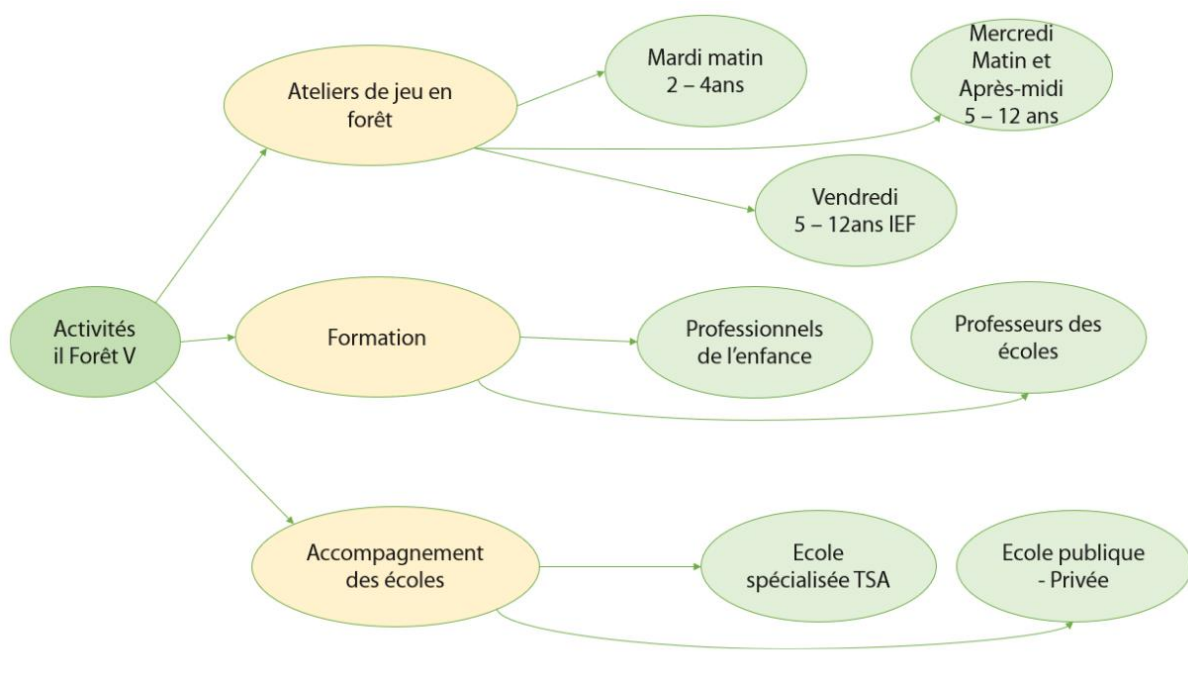 Ateliers de jeu en
forêt
Mardi matin
2 – 4ans
Mercredi
Matin et
Après-midi
5 – 12 ans
Vendredi
5 – 12ans IEF
Activités
il Forêt V
Formation
Professionnels
de l'enfance
Professeurs des
écoles
Accompagnement
des écoles
Ecole
spécialisée TSA
Ecole publique
- Privée